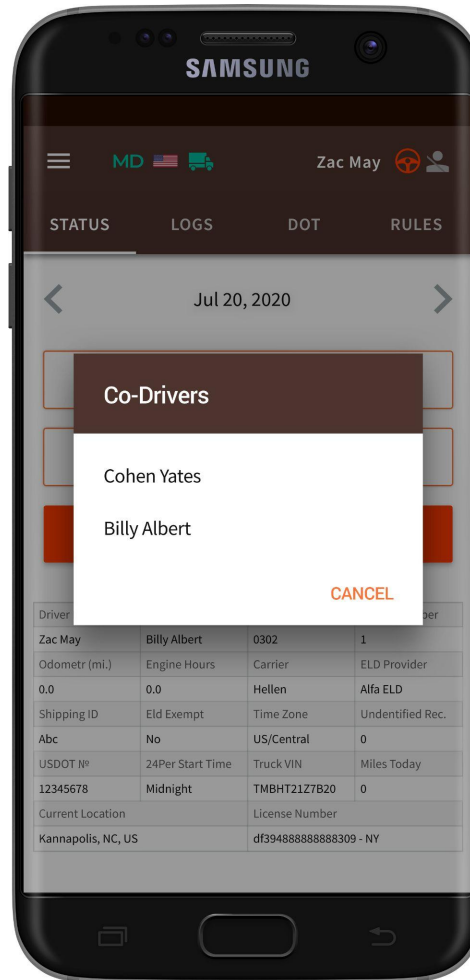 SAMSUNG
MD
Zac May
STATUS LOGS DOT RULES
Jul 20, 2020
Co-Drivers
Cohen Yates
Billy Albert
CANCEL
Driver
Zac May Billy Albert 0302 1
Odometr (mi.) Engine Hours Carrier ELD Provider
0.0 0.0 Hellen Alfa ELD
Shipping ID Eld Exempt Time Zone Undentified Rec.
Abc No US/Central 0
USDOT № 24Per Start Time Truck VIN Miles Today
12345678 Midnight TMBHT21Z7B20 0
Current Location License Number
Kannapolis, NC, US df394888888888309 - NY